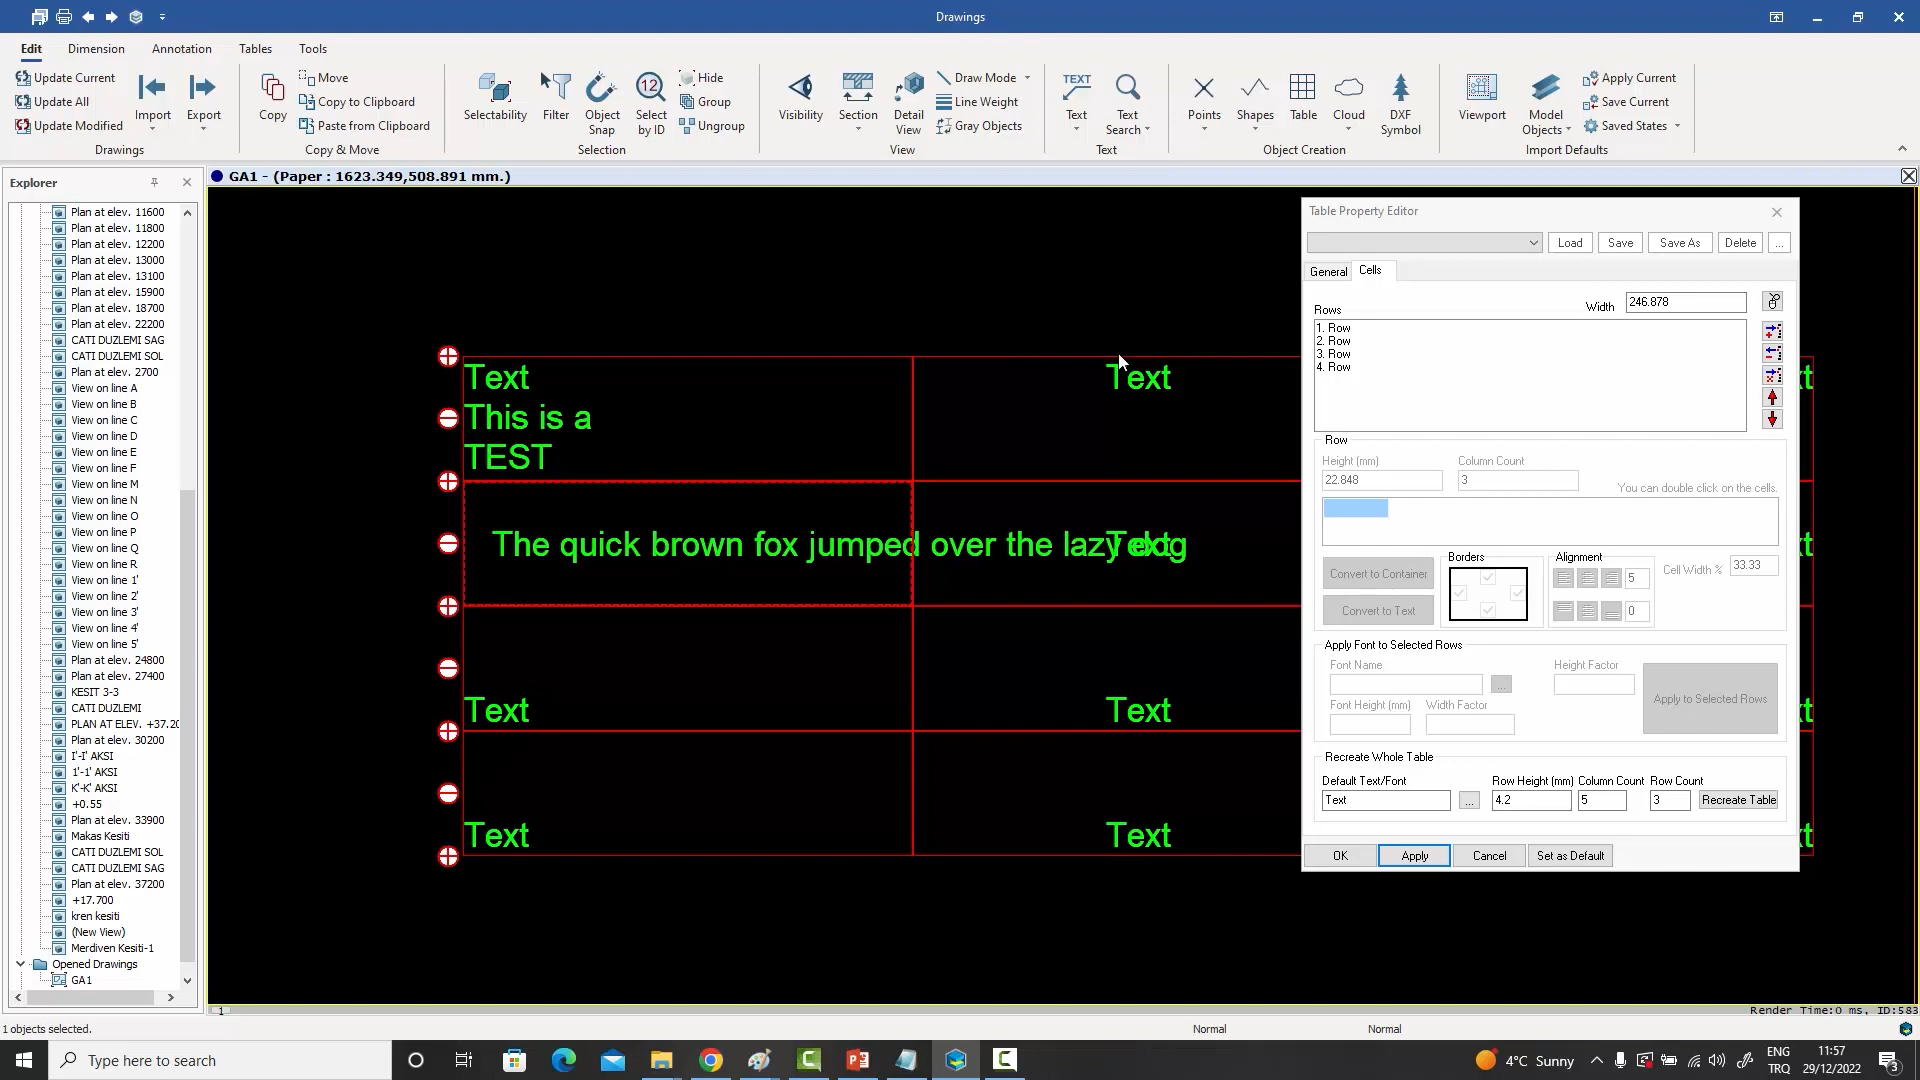 Drawings
Edit Dimension Annotation Tables Tools
Update Current
Update All
Update Modified
Import
Export
Drawings
Copy
Move
Copy to Clipboard
Paste from Clipboard
Copy & Move
Selectability
Filter
Object Snap
12
Select by ID
Hide
Group
Ungroup
Selection
Visibility
Section
Detail View
Draw Mode
Line Weight
Gray Objects
View
TEXT
Text
Text Search
Text
Points
Shapes
Table
Cloud
DXF Symbol
Object Creation
Viewport
Model Objects
Apply Current
Save Current
Saved States
Import Defaults
Explorer
Plan at elev. 11600
Plan at elev. 11800
Plan at elev. 12200
Plan at elev. 13000
Plan at elev. 13100
Plan at elev. 15900
Plan at elev. 18700
Plan at elev. 22200
CATI DUZLEMI SAG
CATI DUZLEMI SOL
Plan at elev. 2700
View on line A
View on line B
View on line C
View on line D
View on line E
View on line F
View on line M
View on line N
View on line O
View on line P
View on line Q
View on line R
View on line 1'
View on line 2'
View on line 3'
View on line 4'
View on line 5'
Plan at elev. 24800
Plan at elev. 27400
KESIT 3-3
CATI DUZLEMI
PLAN AT ELEV. +37.20
Plan at elev. 30200
I'-I' AKSI
1'-1' AKSI
K'-K' AKSI
+0.55
Plan at elev. 33900
Makas Kesiti
CATI DUZLEMI SOL
CATI DUZLEMI SAG
Plan at elev. 37200
+17.700
kren kesiti
(New View)
Merdiven Kesiti-1
Opened Drawings
GA1
GA1 - (Paper : 1623.349,508.891 mm.)
Text Text
This is a
TEST
The quick brown fox jumped over the lazy dog Text
Text Text
Text Text
Table Property Editor
Load Save Save As Delete ...
General Cells
Rows Width 246.878
1. Row
2. Row
3. Row
4. Row
Row
Height (mm) Column Count
22.848 3 You can double click on the cells.
Convert to Container
Convert to Text
Borders
Alignment
5
0
Cell Width % 33.33
Apply Font to Selected Rows
Font Name Height Factor
...
Font Height (mm) Width Factor
Apply to Selected Rows
Recreate Whole Table
Default Text/Font Row Height (mm) Column Count Row Count
Text ... 4.2 5 3 Recreate Table
OK Apply Cancel Set as Default
1
Render Time:0 ms, ID:583
1 objects selected. Normal Normal
Type here to search
4°C Sunny
ENG
TRQ
11:57
29/12/2022
3